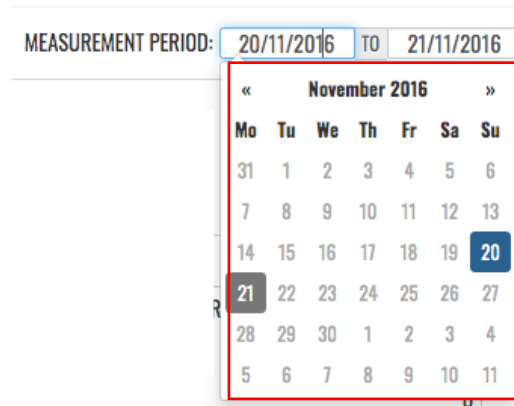 MEASUREMENT PERIOD: 20/11/2016 TO 21/11/2016
« November 2016 »
Mo Tu We Th Fr Sa Su
31 1 2 3 4 5 6
7 8 9 10 11 12 13
14 15 16 17 18 19 20
21 22 23 24 25 26 27
28 29 30 1 2 3 4
5 6 7 8 9 10 11